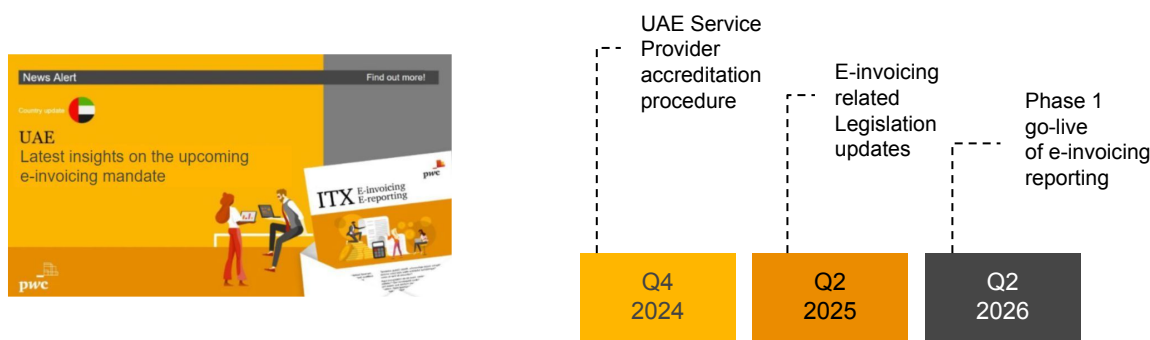 News Alert
Find out more!
Country update
UAE
Latest insights on the upcoming
e-invoicing mandate
pwc
ITX E-invoicing
E-reporting
pwc
UAE Service
Provider
accreditation
procedure
E-invoicing
related
Legislation
updates
Phase 1
go-live
of e-invoicing
reporting
Q4
2024
Q2
2025
Q2
2026